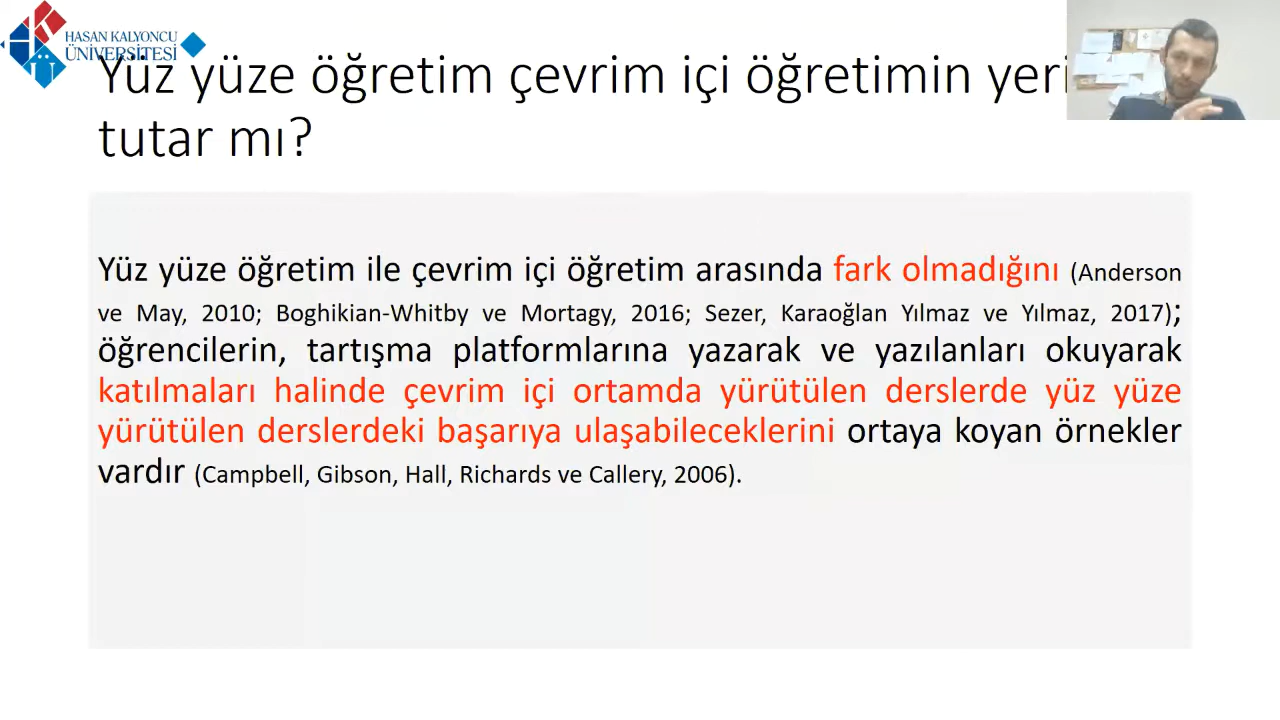 HASAN KALYONCU
ÜNİVERSİTESİ
Yüz yüze öğretim çevrim içi öğretimin
tutar mı?
Yüz yüze öğretim ile çevrim içi öğretim arasında fark olmadığını (Anderson
ve May, 2010; Boghikian-Whitby ve Mortagy, 2016; Sezer, Karaoğlan Yılmaz ve Yılmaz, 2017);
öğrencilerin, tartışma platformlarına yazarak ve yazılanları okuyarak
katılmaları halinde çevrim içi ortamda yürütülen derslerde yüz yüze
yürütülen derslerdeki başarıya ulaşabileceklerini ortaya koyan örnekler
vardır (Campbell, Gibson, Hall, Richards ve Callery, 2006).